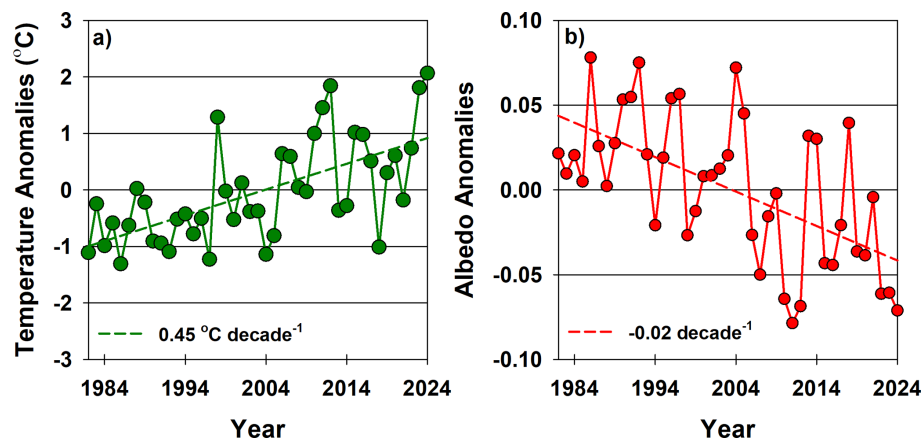 a)
Temperature Anomalies (°C)
3
2
1
0
-1
-2
-3
0.45 °C decade⁻¹
1984 1994 2004 2014 2024
Year
b)
Albedo Anomalies
0.10
0.05
0.00
-0.05
-0.10
-0.02 decade⁻¹
1984 1994 2004 2014 2024
Year